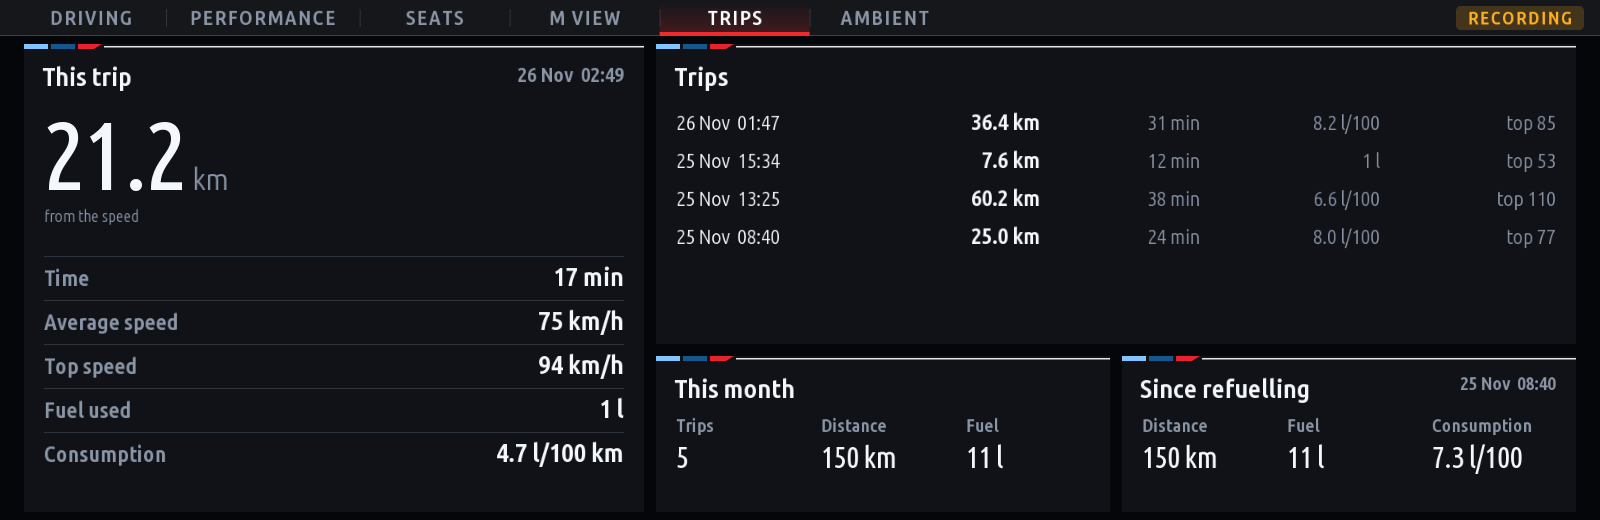 DRIVING PERFORMANCE SEATS M VIEW TRIPS AMBIENT RECORDING
This trip 26 Nov 02:49
21.2 km
from the speed
Time 17 min
Average speed 75 km/h
Top speed 94 km/h
Fuel used 1 l
Consumption 4.7 l/100 km
Trips
26 Nov 01:47 36.4 km 31 min 8.2 l/100 top 85
25 Nov 15:34 7.6 km 12 min 1 l top 53
25 Nov 13:25 60.2 km 38 min 6.6 l/100 top 110
25 Nov 08:40 25.0 km 24 min 8.0 l/100 top 77
This month
Trips Distance Fuel
5 150 km 11 l
Since refuelling 25 Nov 08:40
Distance Fuel Consumption
150 km 11 l 7.3 l/100